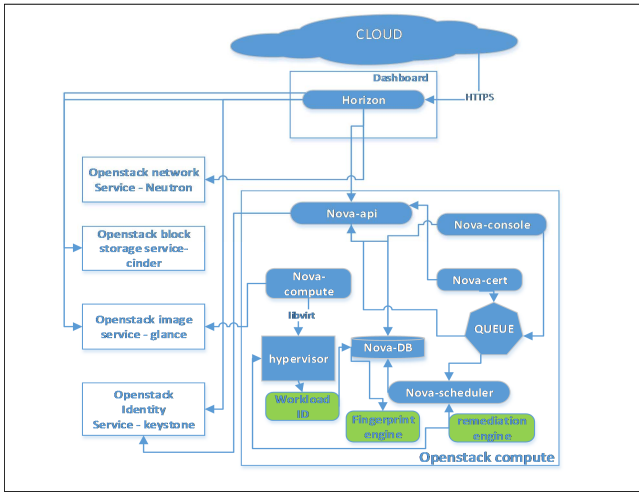 CLOUD
Dashboard
Horizon
HTTPS
Openstack network
Service - Neutron
Nova-api
Nova-console
Openstack block
storage service-
cinder
Nova-
compute
Nova-cert
libvirt
Openstack image
service - glance
QUEUE
hypervisor
Nova-DB
Openstack
Identity
Service - keystone
Workload
ID
Nova-scheduler
Fingerprint
engine
remediation
engine
Openstack compute